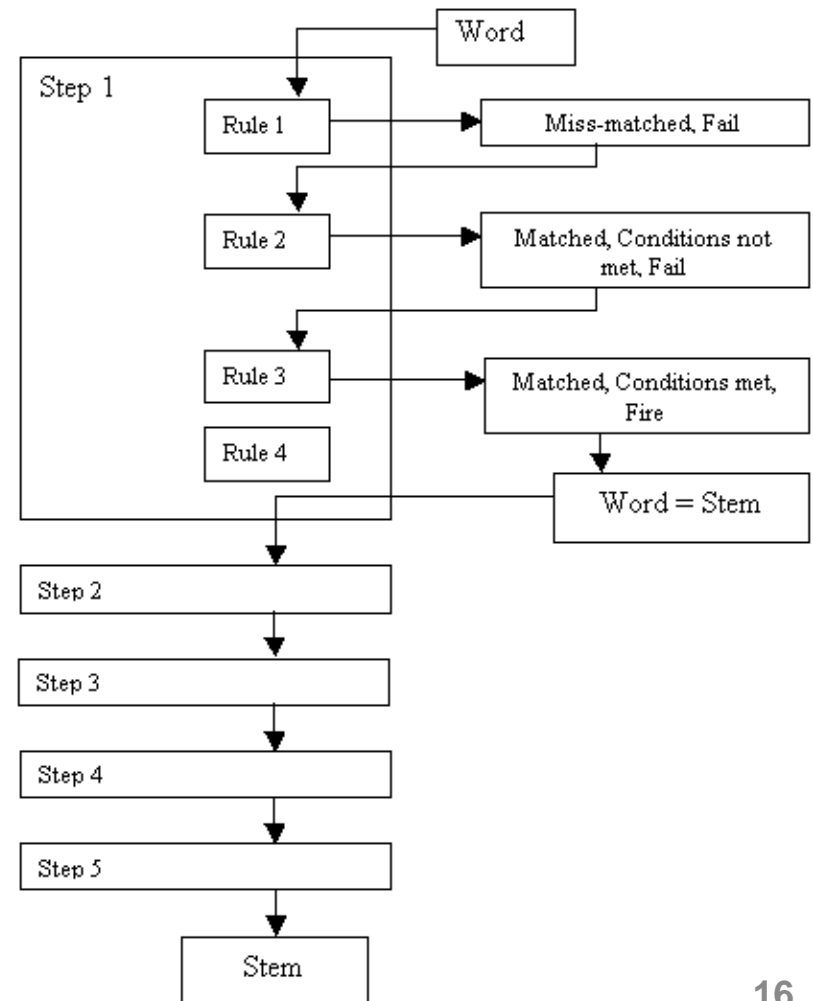 Word
Step 1
Rule 1
Miss-matched, Fail
Rule 2
Matched, Conditions not
met, Fail
Rule 3
Matched, Conditions met,
Fire
Rule 4
Word = Stem
Step 2
Step 3
Step 4
Step 5
Stem
16